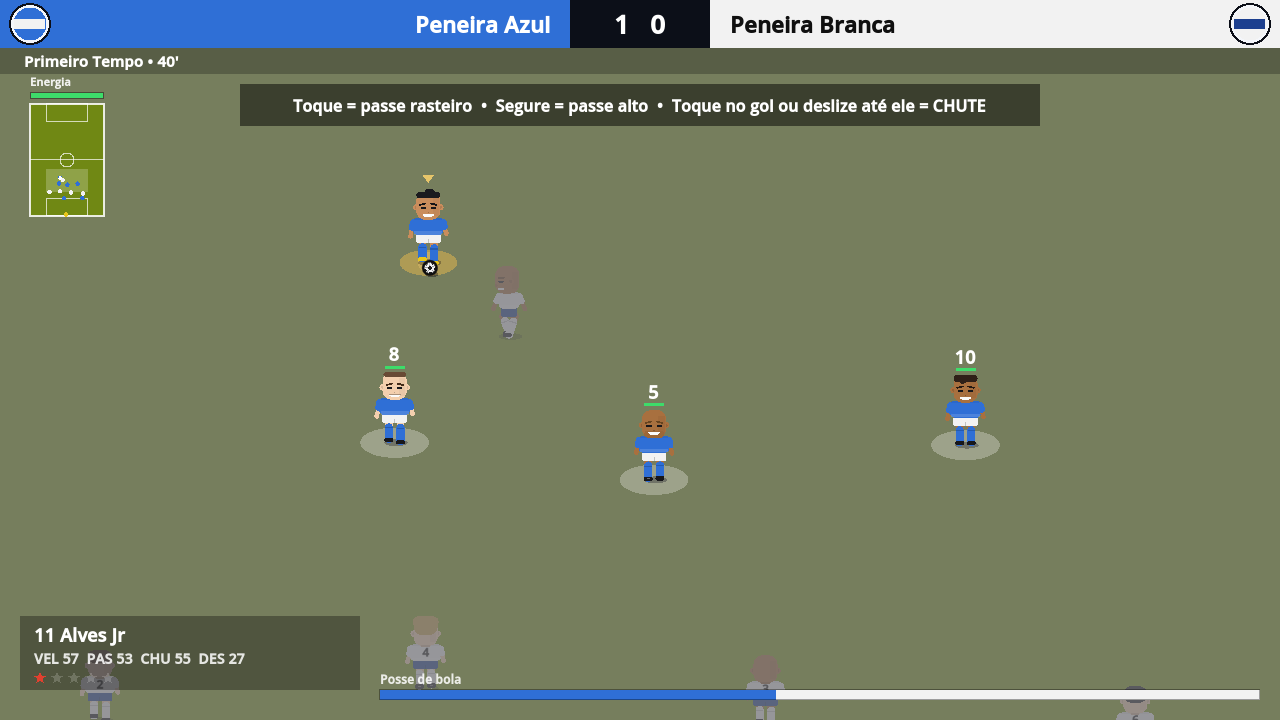 Peneira Azul 1 0 Peneira Branca
Primeiro Tempo • 40'
Energia
Toque = passe rasteiro • Segure = passe alto • Toque no gol ou deslize até ele = CHUTE
8
5
10
11 Alves Jr
VEL 57 PAS 53 CHU 55 DES 27
2
4
Posse de bola
3